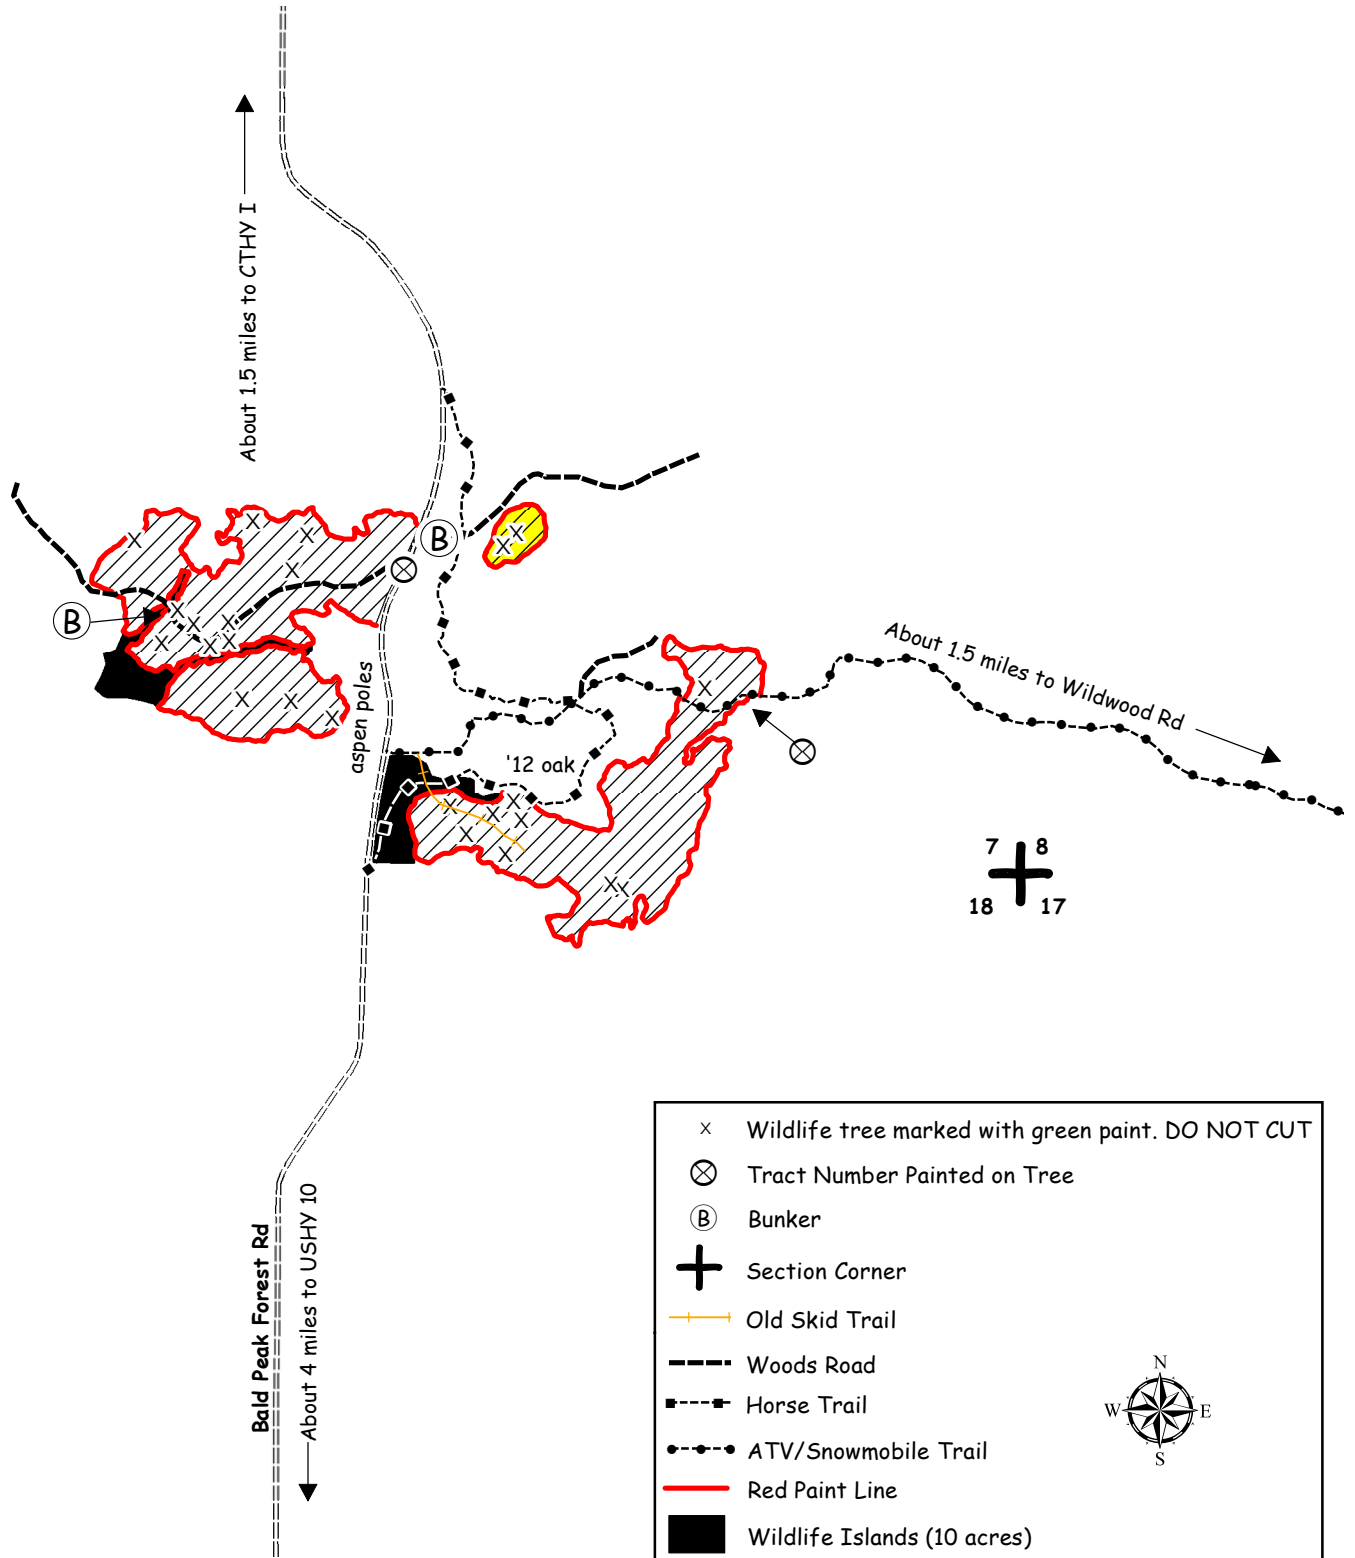 About 1.5 miles to CTHY I
B
B
aspen poles
'12 oak
About 1.5 miles to Wildwood Rd
7 8
18 17
Bald Peak Forest Rd
About 4 miles to USHY 10
x Wildlife tree marked with green paint. DO NOT CUT
Tract Number Painted on Tree
B Bunker
Section Corner
Old Skid Trail
Woods Road
Horse Trail
ATV/Snowmobile Trail
Red Paint Line
Wildlife Islands (10 acres)
N
W E
S